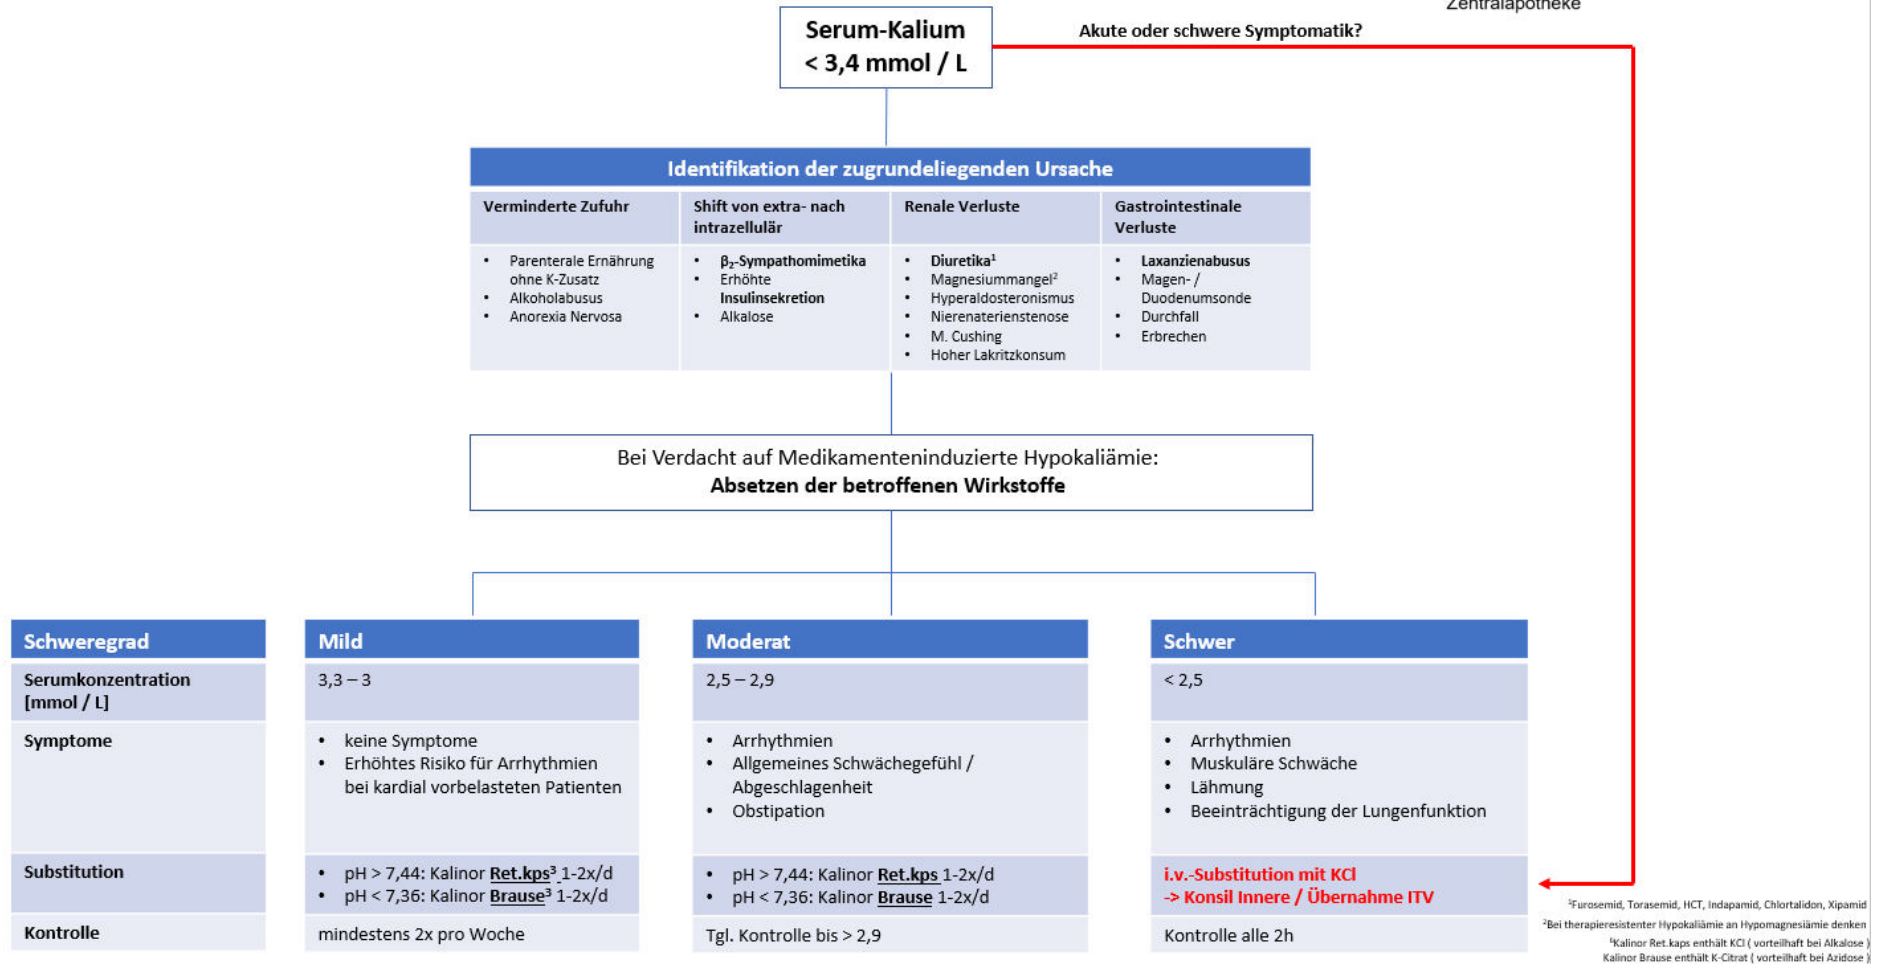 Zentralapotheke
Serum-Kalium
< 3,4 mmol / L
Akute oder schwere Symptomatik?
Identifikation der zugrundeliegenden Ursache
Verminderte Zufuhr
Shift von extra- nach
intrazellulär
Renale Verluste
Gastrointestinale
Verluste
• Parenterale Ernährung
ohne K-Zusatz
• Alkoholabusus
• Anorexia Nervosa
• β₂-Sympathomimetika
• Erhöhte
Insulinsekretion
• Alkalose
• Diuretika¹
• Magnesiummangel²
• Hyperaldosteronismus
• Nierenaterienstenose
• M. Cushing
• Hoher Lakritzkonsum
• Laxanzienabusus
• Magen- /
Duodenumsonde
• Durchfall
• Erbrechen
Bei Verdacht auf Medikamenteninduzierte Hypokaliämie:
Absetzen der betroffenen Wirkstoffe
Schweregrad
Mild
Moderat
Schwer
Serumkonzentration
[mmol / L]
3,3 – 3
2,5 – 2,9
< 2,5
Symptome
• keine Symptome
• Erhöhtes Risiko für Arrhythmien
bei kardial vorbelasteten Patienten
• Arrhythmien
• Allgemeines Schwächegefühl /
Abgeschlagenheit
• Obstipation
• Arrhythmien
• Muskuläre Schwäche
• Lähmung
• Beeinträchtigung der Lungenfunktion
Substitution
• pH > 7,44: Kalinor Ret.kps³ 1-2x/d
• pH < 7,36: Kalinor Brause³ 1-2x/d
• pH > 7,44: Kalinor Ret.kps 1-2x/d
• pH < 7,36: Kalinor Brause 1-2x/d
i.v.-Substitution mit KCl
-> Konsil Innere / Übernahme ITV
Kontrolle
mindestens 2x pro Woche
Tgl. Kontrolle bis > 2,9
Kontrolle alle 2h
¹Furosemid, Torasemid, HCT, Indapamid, Chlortalidon, Xipamid
²Bei therapieresistenter Hypokaliämie an Hypomagnesiämie denken
Kalinor Ret.kaps enthält KCl ( vorteilhaft bei Alkalose )
Kalinor Brause enthält K-Citrat ( vorteilhaft bei Azidose )